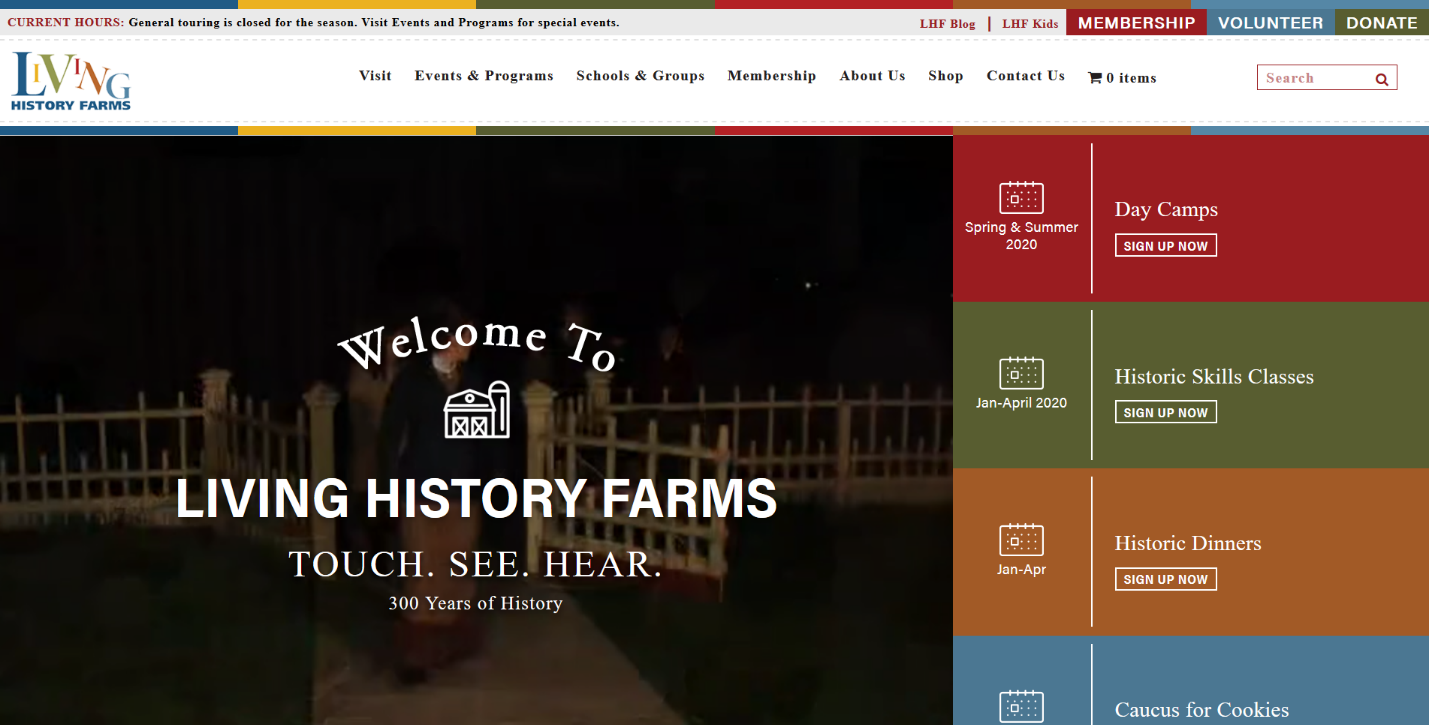 CURRENT HOURS: General touring is closed for the season. Visit Events and Programs for special events.
LHF Blog | LHF Kids MEMBERSHIP VOLUNTEER DONATE
LIVING
HISTORY FARMS
Visit Events & Programs Schools & Groups Membership About Us Shop Contact Us 0 items
Search
Welcome To
LIVING HISTORY FARMS
TOUCH. SEE. HEAR.
300 Years of History
Spring & Summer
2020
Day Camps
SIGN UP NOW
Jan-April 2020
Historic Skills Classes
SIGN UP NOW
Jan-Apr
Historic Dinners
SIGN UP NOW
Caucus for Cookies